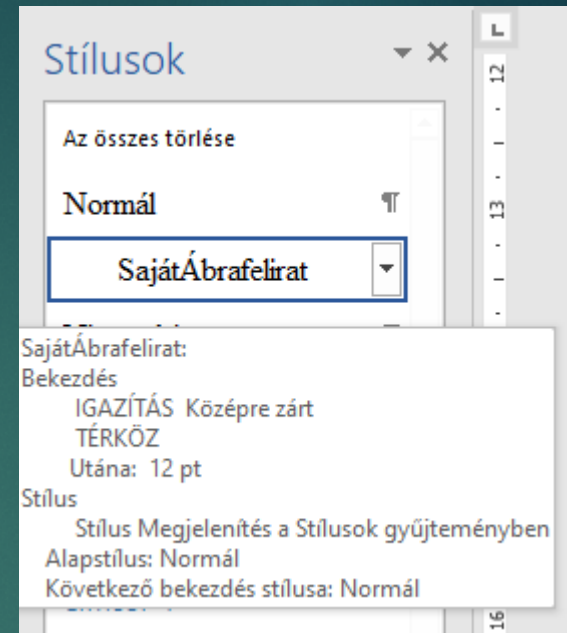 Stílusok
Az összes törlése
Normál ¶
SajátÁbrafelirat
SajátÁbrafelirat:
Bekezdés
IGAZÍTÁS Középre zárt
TÉRKÖZ
Utána: 12 pt
Stílus
Stílus Megjelenítés a Stílusok gyűjteményben
Alapstílus: Normál
Következő bekezdés stílusa: Normál
12
13
16